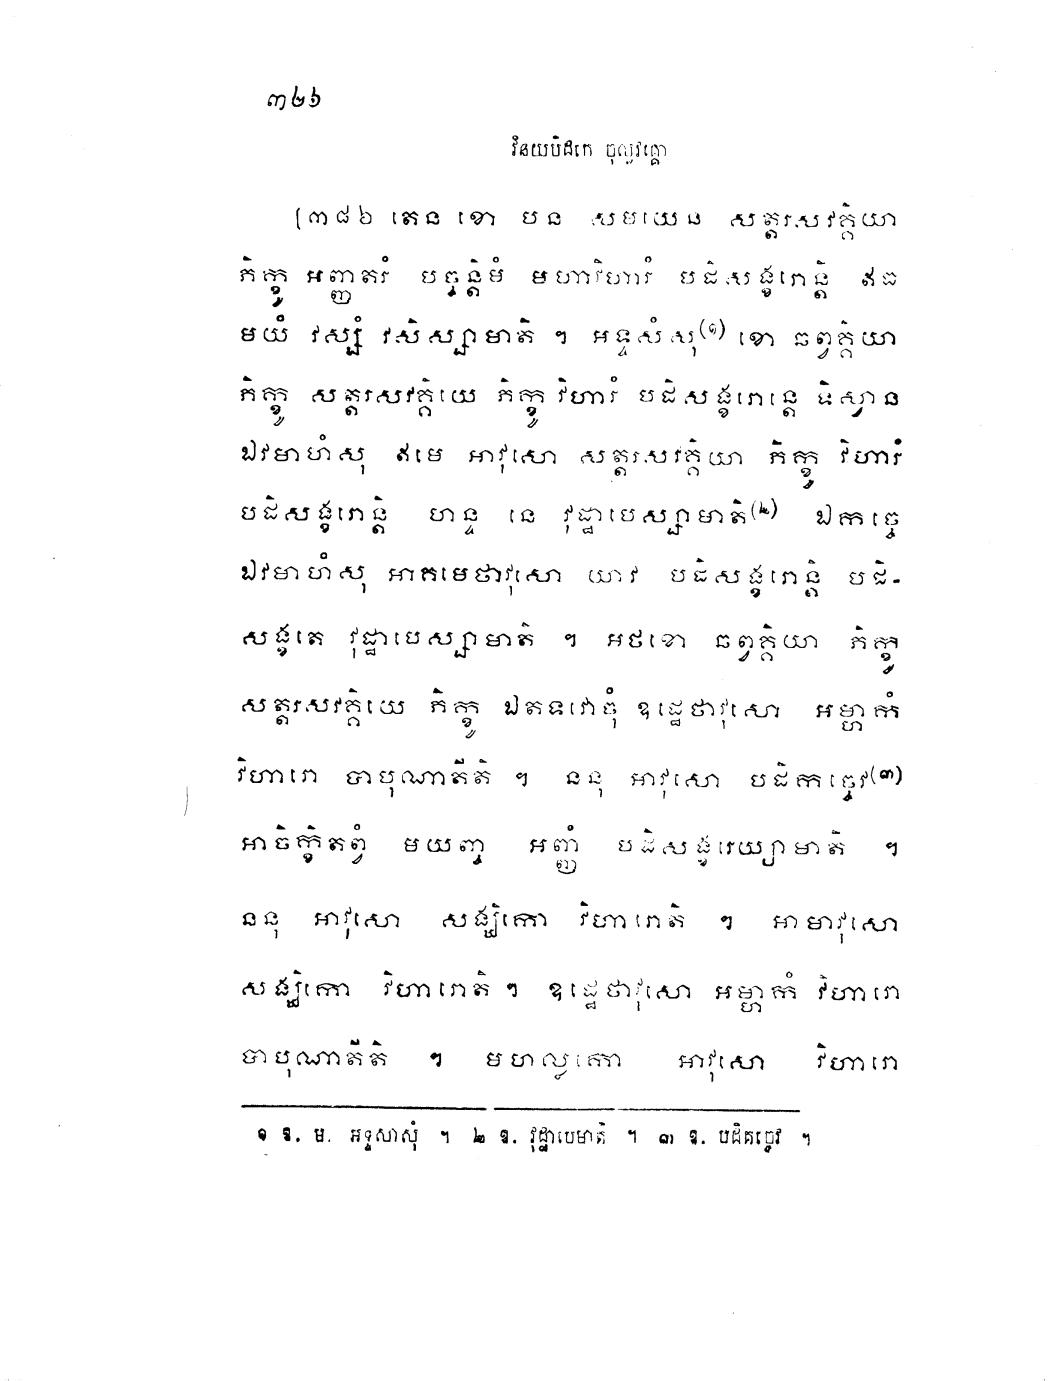 ៣២៦
វិនយបិដកេ ចុល្លវគ្គោ
[៣៨៦ តេន ខោ បន សមយេន សត្តរសវគ្គិយា
ភិក្ខូ អញ្ញតរំ បច្ចន្តិមំ មហាវិហារំ បដិសង្ខរោន្តិ ឥធ
មយំ វស្សំ វសិស្សាមាតិ ។ អទ្ទសំសុ(១) ខោ ឆព្វគ្គិយា
ភិក្ខូ សត្តរសវគ្គិយេ ភិក្ខូ វិហារំ បដិសង្ខរោន្តេ ទិស្វាន
ឯវមាហំសុ ឥមេ អាវុសោ សត្តរសវគ្គិយា ភិក្ខូ វិហារំ
បដិសង្ខរោន្តិ ហន្ទ នេ វុដ្ឋាបេស្សាមាតិ(២) ឯកច្ចេ
ឯវមាហំសុ អាគមេថាវុសោ យាវ បដិសង្ខរោន្តិ បដិ-
សង្ខតេ វុដ្ឋាបេស្សាមាតិ ។ អថខោ ឆព្វគ្គិយា ភិក្ខូ
សត្តរសវគ្គិយេ ភិក្ខូ ឯតទវោចុំ ឧដ្ឋេថាវុសោ អម្ហាកំ
វិហារោ បាបុណាតីតិ ។ ននុ អាវុសោ បដិកច្ចេវ(៣)
អាចិក្ខិតព្វំ មយញ្ច អញ្ញំ បដិសង្ខរេយ្យាមាតិ ។
ននុ អាវុសោ សង្ឃិកោ វិហារោតិ ។ អាមាវុសោ
សង្ឃិកោ វិហារោតិ ។ ឧដ្ឋេថាវុសោ អម្ហាកំ វិហារោ
បាបុណាតីតិ ។ មហល្លកោ អាវុសោ វិហារោ
១ ឱ. ម. អទ្ទសាសុំ ។ ២ ឱ. វុដ្ឋាបេមាតិ ។ ៣ ឱ. បដិគច្ចេវ ។